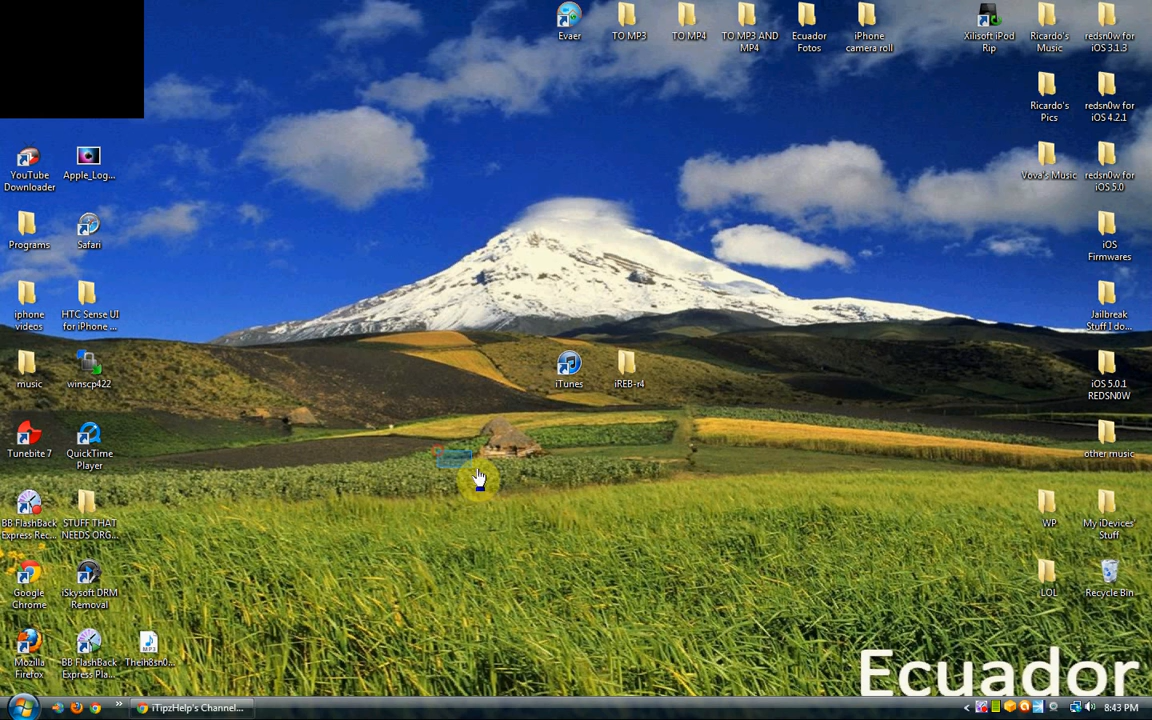 Evaer
TO MP3
TO MP4
TO MP3 AND
MP4
Ecuador
Fotos
iPhone
camera roll
Xilisoft iPod
Rip
Ricardo's
Music
redsn0w for
iOS 3.1.3
Ricardo's
Pics
redsn0w for
iOS 4.2.1
YouTube
Downloader
Apple_Log...
Vova's Music
redsn0w for
iOS 5.0
Programs
Safari
iOS
Firmwares
iphone
videos
HTC Sense UI
for iPhone ...
Jailbreak
Stuff I do...
music
winscp422
iTunes
iREB-r4
iOS 5.0.1
REDSN0W
Tunebite 7
QuickTime
Player
other music
BB FlashBack
Express Rec...
STUFF THAT
NEEDS ORG...
WP
My iDevices'
Stuff
Google
Chrome
iSkysoft DRM
Removal
LOL
Recycle Bin
Mozilla
Firefox
BB FlashBack
Express Pla...
MP3
Theih8sn0...
Ecuador
iTipzHelp's Channel...
8:43 PM